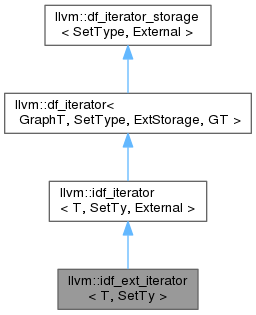 llvm::df_iterator_storage
< SetType, External >
llvm::df_iterator<
GraphT, SetType, ExtStorage, GT >
llvm::idf_iterator
< T, SetTy, External >
llvm::idf_ext_iterator
< T, SetTy >